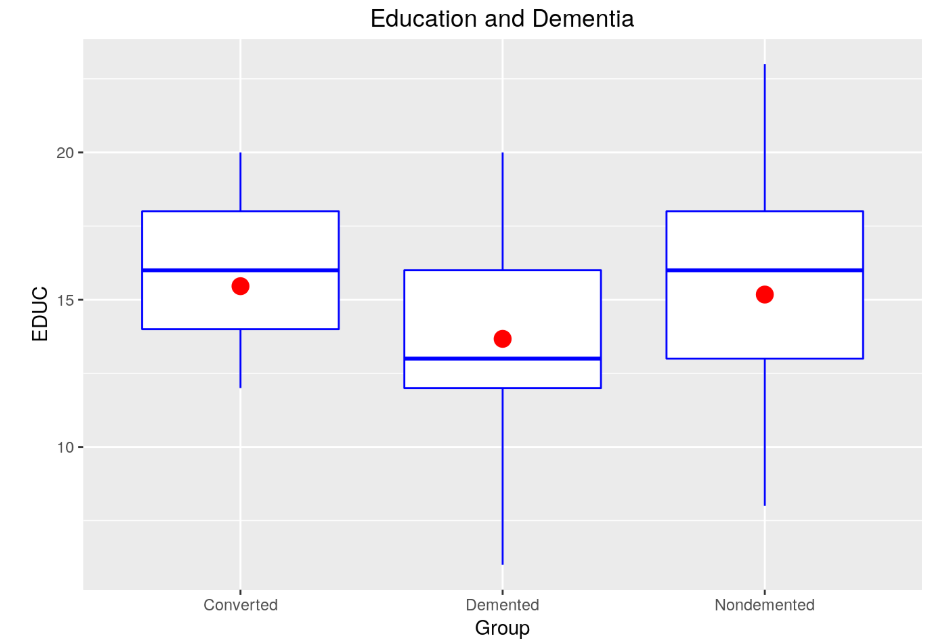 Education and Dementia
EDUC
20
15
10
Converted Demented Nondemented
Group